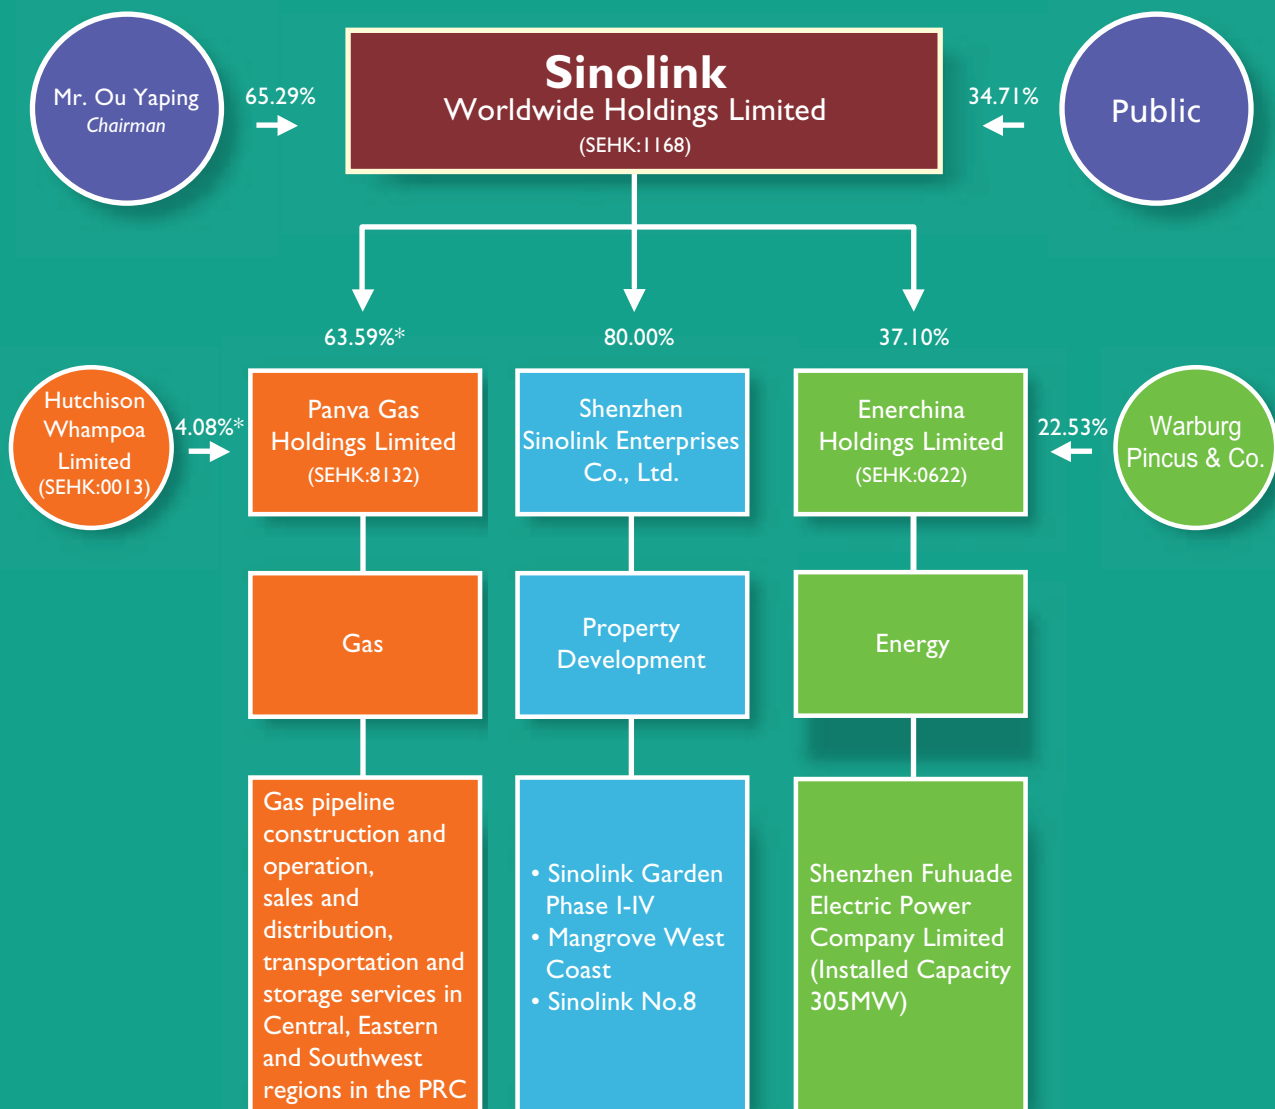 Mr. Ou Yaping
Chairman
65.29%
Sinolink
Worldwide Holdings Limited
(SEHK:1168)
34.71%
Public
63.59%*
80.00%
37.10%
Hutchison
Whampoa
Limited
(SEHK:0013)
4.08%*
Panva Gas
Holdings Limited
(SEHK:8132)
Shenzhen
Sinolink Enterprises
Co., Ltd.
Enerchina
Holdings Limited
(SEHK:0622)
22.53%
Warburg
Pincus & Co.
Gas
Property
Development
Energy
Gas pipeline
construction and
operation,
sales and
distribution,
transportation and
storage services in
Central, Eastern
and Southwest
regions in the PRC
• Sinolink Garden
Phase I-IV
• Mangrove West
Coast
• Sinolink No.8
Shenzhen Fuhuade
Electric Power
Company Limited
(Installed Capacity
305MW)